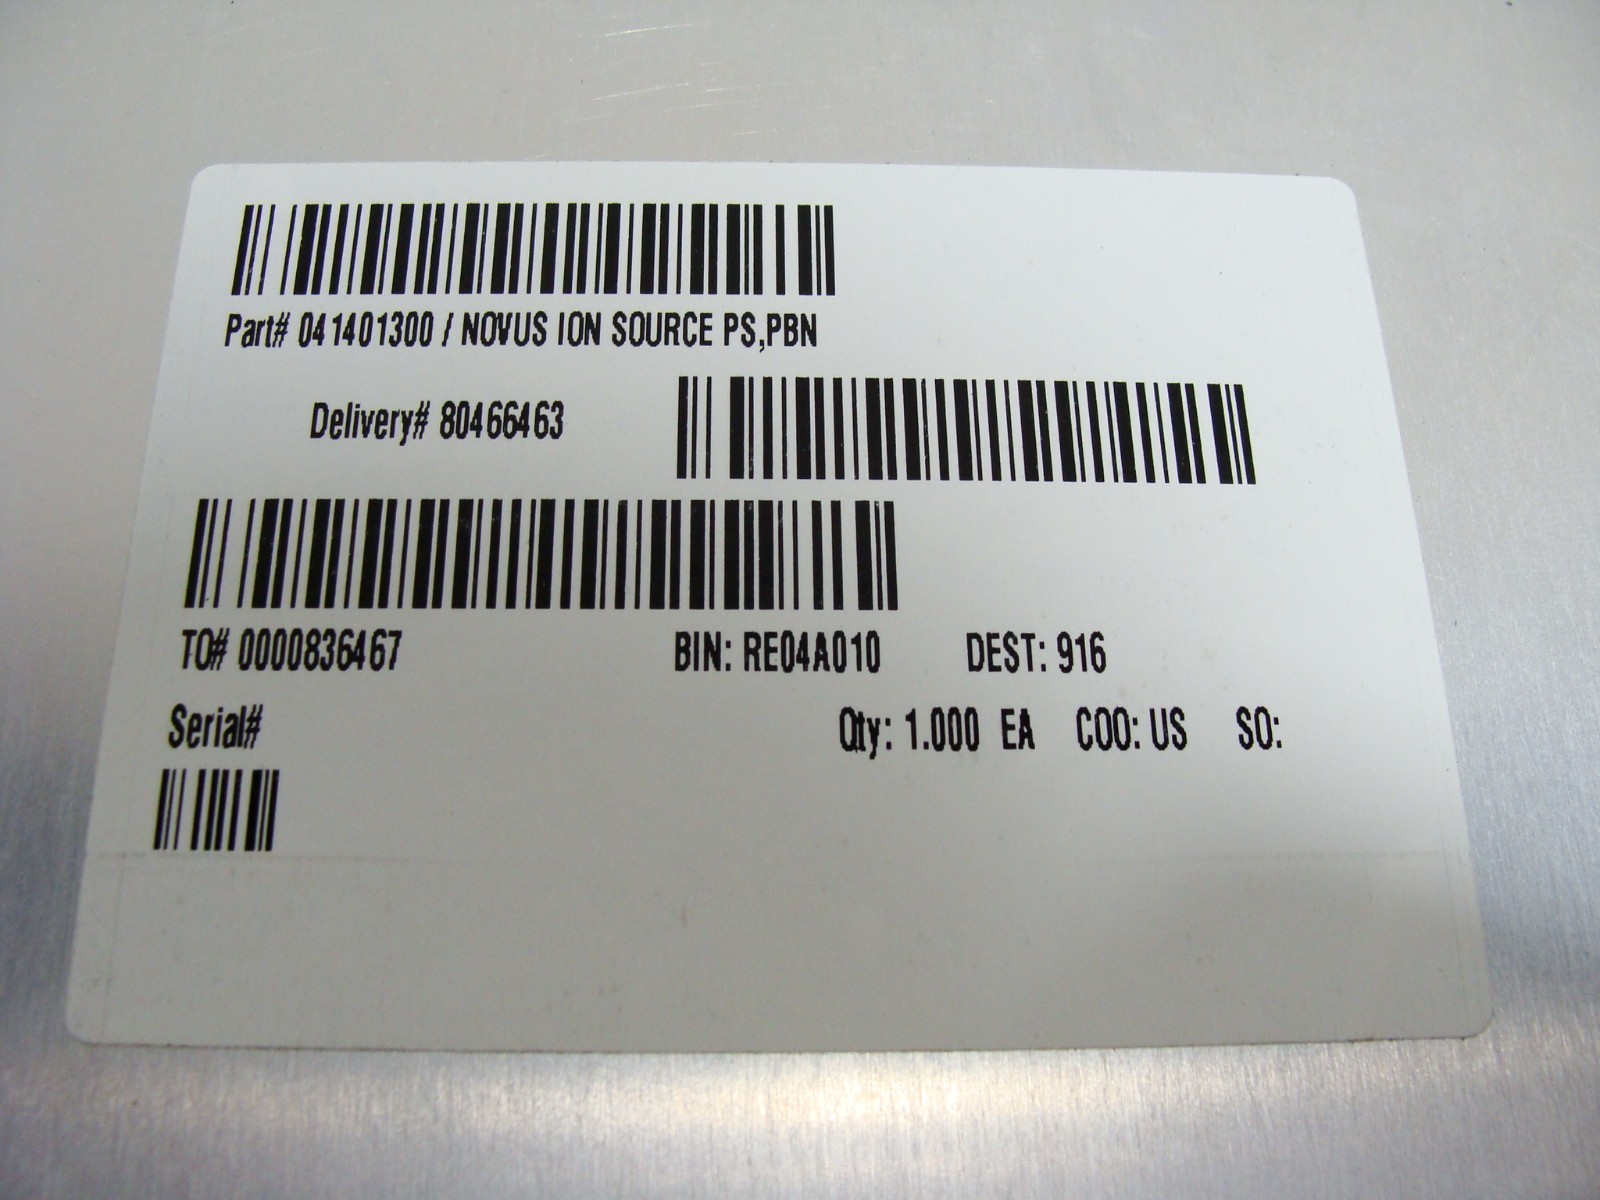 Part# 041401300 / NOVUS ION SOURCE PS,PBN
Delivery# 80466463
TO# 0000836467 BIN: RE04A010 DEST: 916
Serial# Qty: 1.000 EA COO: US SO: